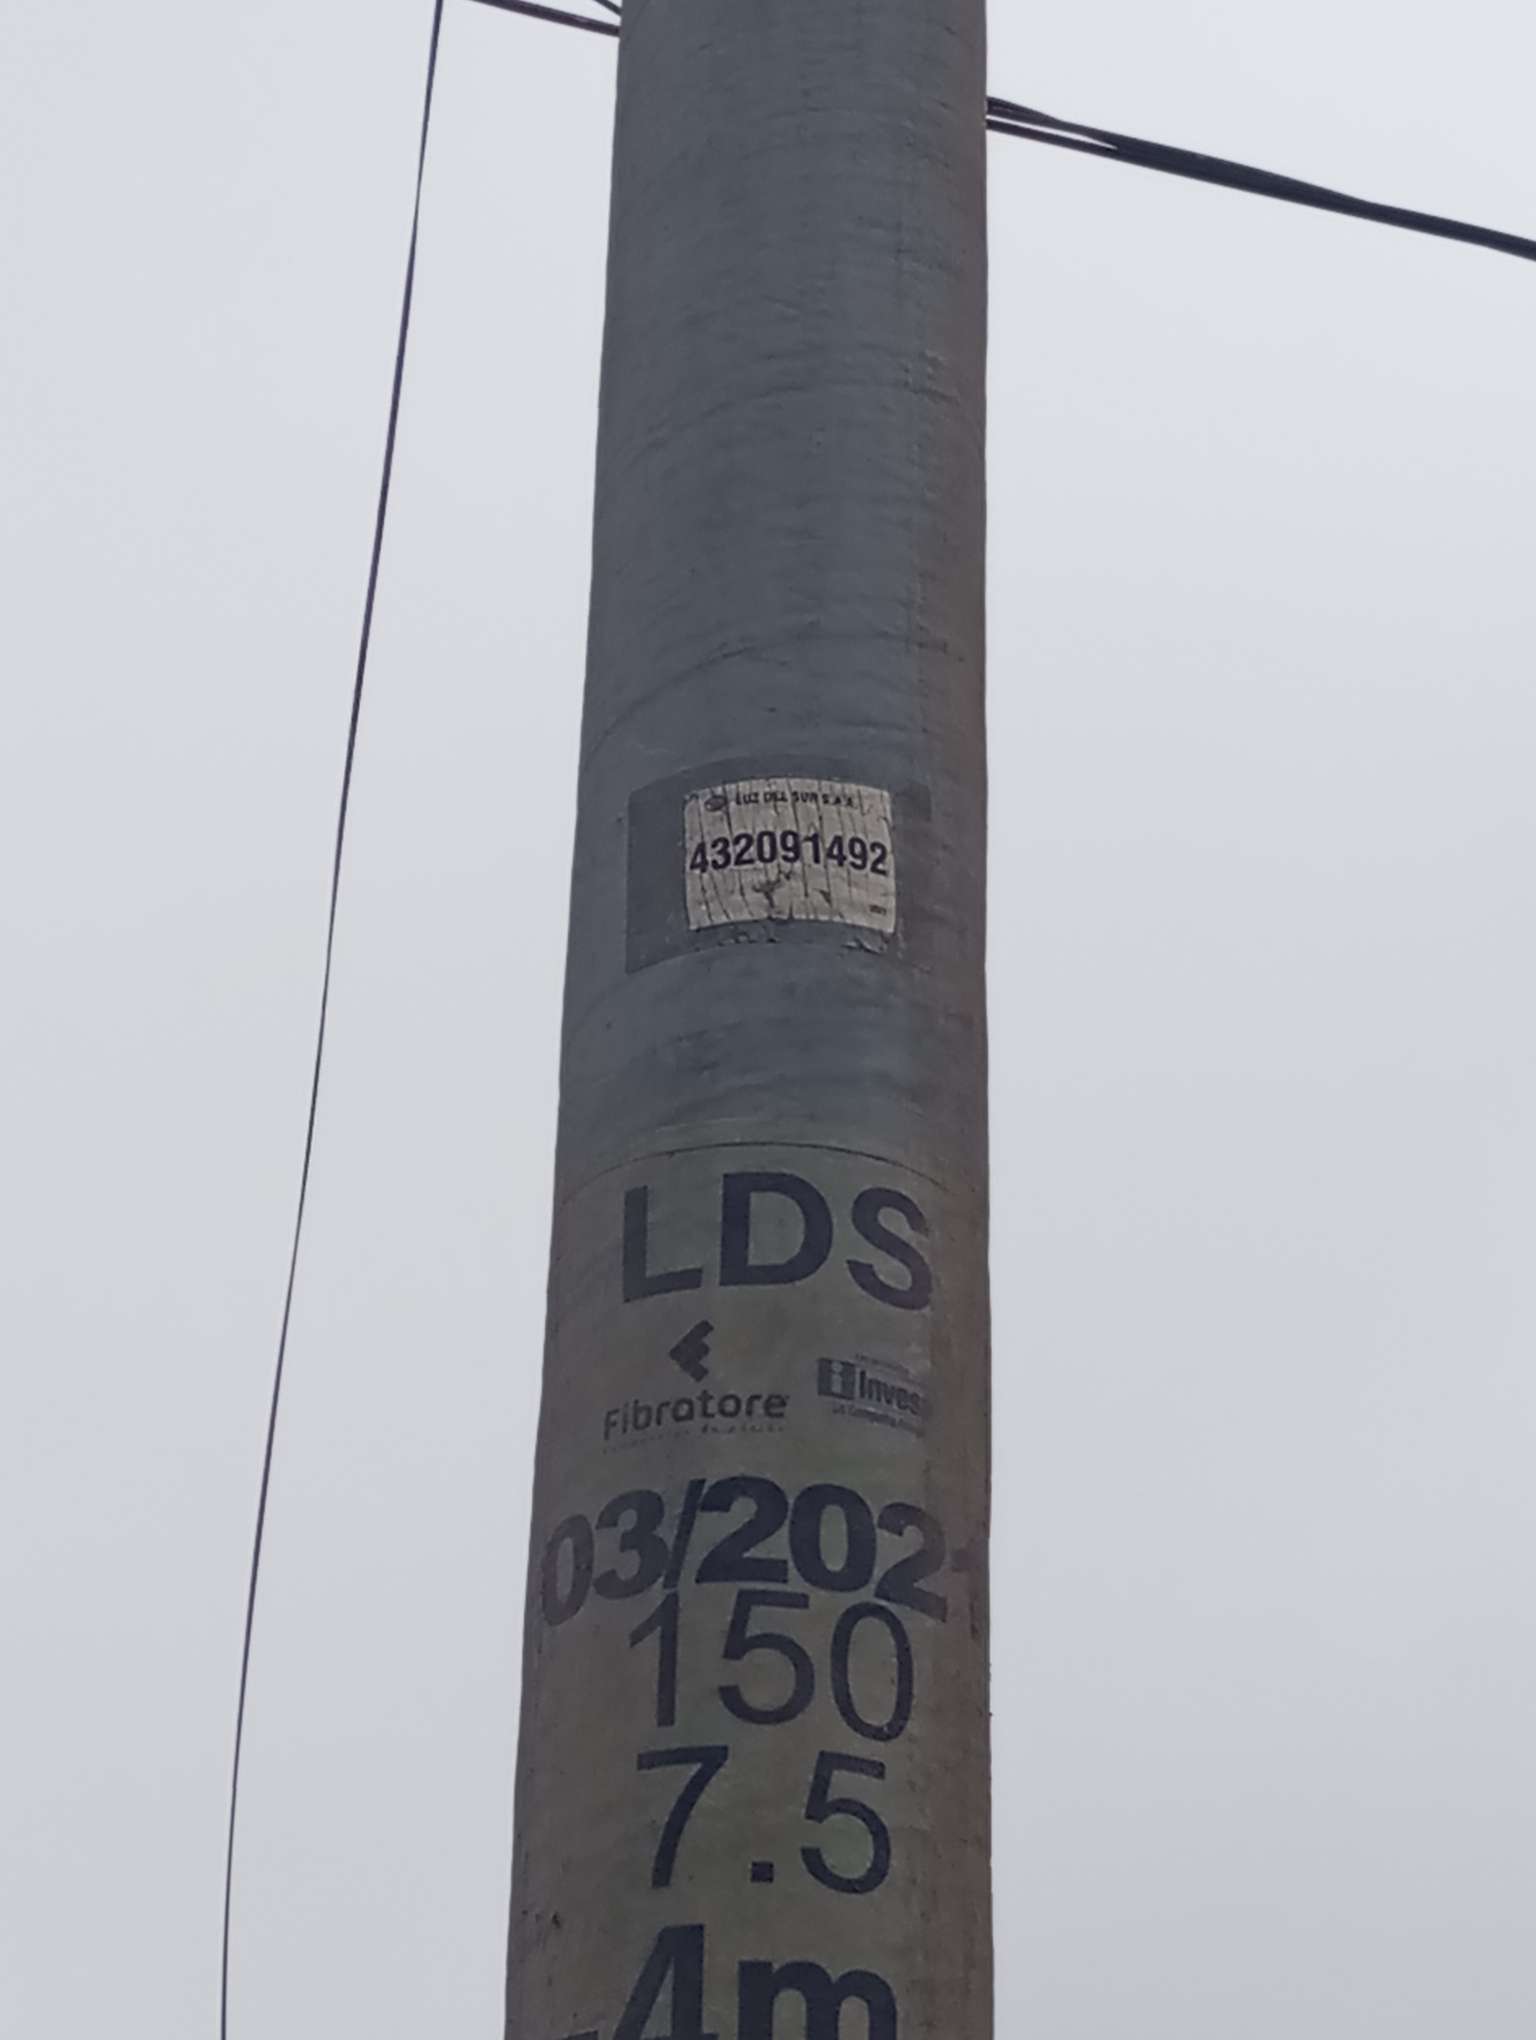 LUZ DEL SUR S.A.A.
432091492
LDS
Fibratore
Inves
03/202
150
7.5
4m